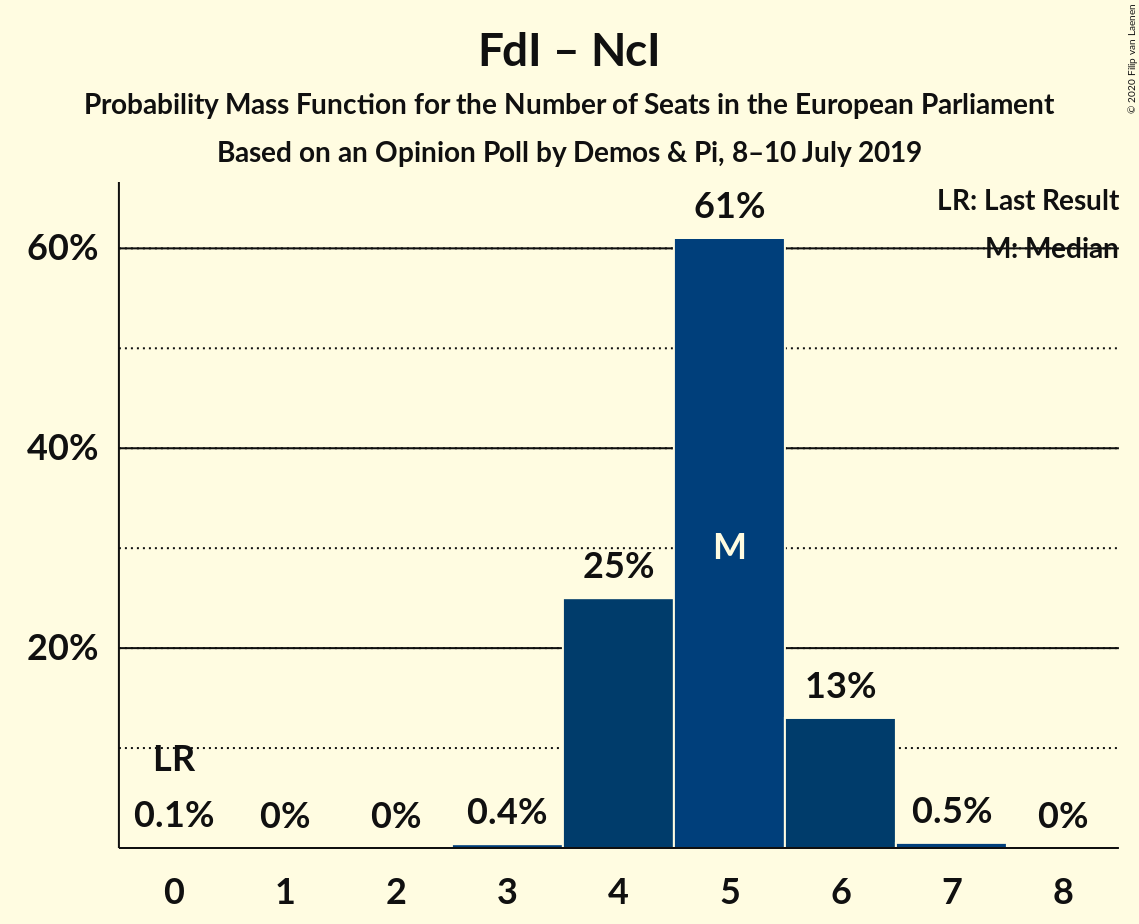 FdI – NcI
Probability Mass Function for the Number of Seats in the European Parliament
Based on an Opinion Poll by Demos & Pi, 8–10 July 2019
© 2020 Filip van Laenen
LR: Last Result
M: Median
61%
60%
40%
M
25%
20%
13%
LR
0.1%
0%
0%
0.4%
0.5%
0%
0 1 2 3 4 5 6 7 8